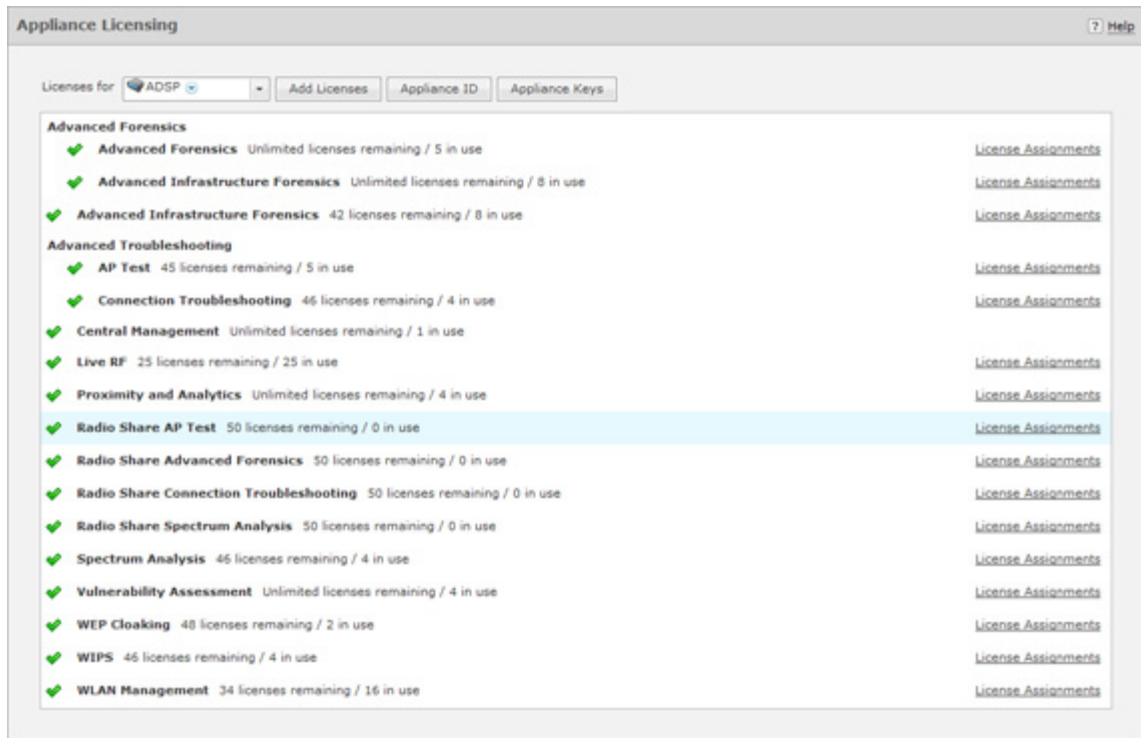 Appliance Licensing
? Help
Licenses for ADSP Add Licenses Appliance ID Appliance Keys
Advanced Forensics
Advanced Forensics Unlimited licenses remaining / 5 in use License Assignments
Advanced Infrastructure Forensics Unlimited licenses remaining / 8 in use License Assignments
Advanced Infrastructure Forensics 42 licenses remaining / 8 in use License Assignments
Advanced Troubleshooting
AP Test 45 licenses remaining / 5 in use License Assignments
Connection Troubleshooting 46 licenses remaining / 4 in use License Assignments
Central Management Unlimited licenses remaining / 1 in use
Live RF 25 licenses remaining / 25 in use License Assignments
Proximity and Analytics Unlimited licenses remaining / 4 in use License Assignments
Radio Share AP Test 50 licenses remaining / 0 in use License Assignments
Radio Share Advanced Forensics 50 licenses remaining / 0 in use License Assignments
Radio Share Connection Troubleshooting 50 licenses remaining / 0 in use License Assignments
Radio Share Spectrum Analysis 50 licenses remaining / 0 in use License Assignments
Spectrum Analysis 46 licenses remaining / 4 in use License Assignments
Vulnerability Assessment Unlimited licenses remaining / 4 in use License Assignments
WEP Cloaking 48 licenses remaining / 2 in use License Assignments
WIPS 46 licenses remaining / 4 in use License Assignments
WLAN Management 34 licenses remaining / 16 in use License Assignments